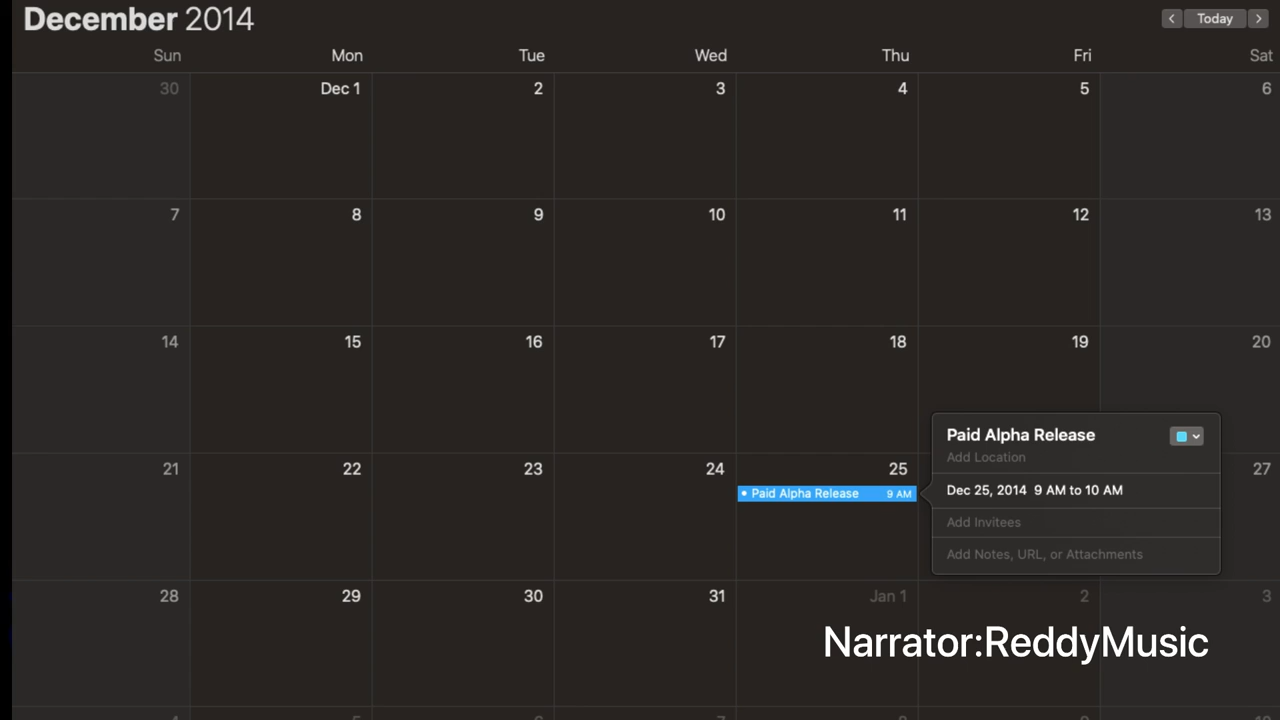 December 2014
Today
Sun Mon Tue Wed Thu Fri Sat
30 Dec 1 2 3 4 5 6
7 8 9 10 11 12 13
14 15 16 17 18 19 20
21 22 23 24 25 27
• Paid Alpha Release 9 AM
Paid Alpha Release
Add Location
Dec 25, 2014 9 AM to 10 AM
Add Invitees
Add Notes, URL, or Attachments
28 29 30 31 Jan 1 2 3
Narrator:ReddyMusic